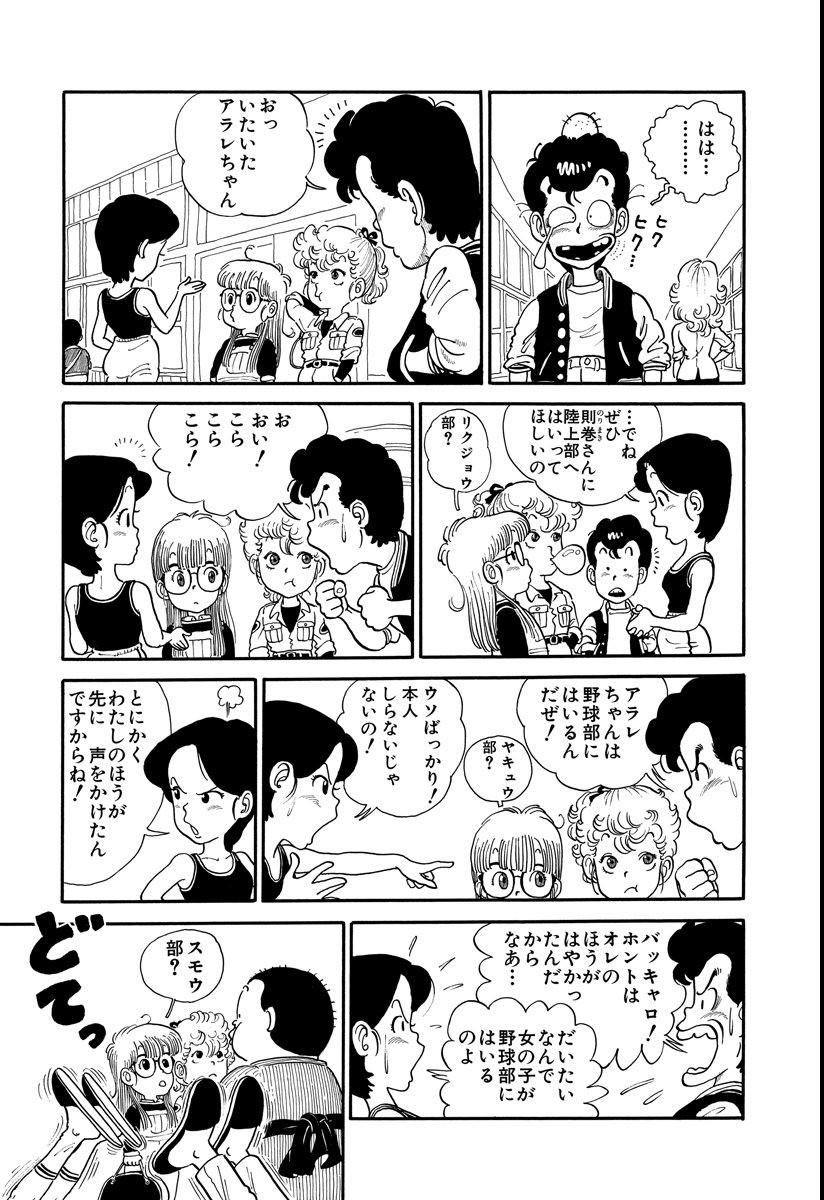 はは…
………
ヒク
ヒク…
おっ
いたいた
アラレちゃん
…でね
ぜひ
則巻さんに
のりまき
陸上部へ
はいって
ほしいの
リクジョウ
部?
お
おい!
こら
こら
こら!
アラレ
ちゃんは
野球部に
はいるん
だぜ!
ヤキュウ
部?
ウソばっかり!
本人
しらないじゃ
ないの!
とにかく
わたしのほうが
先に 声をかけたん
ですからね!
バッキャロ!
ホントは
オレの
ほうが
はやかっ
たんだ
から
なあ…
だいたい
なんで
女の子が
野球部に
はいる
のよ
スモウ
部?
どてっ